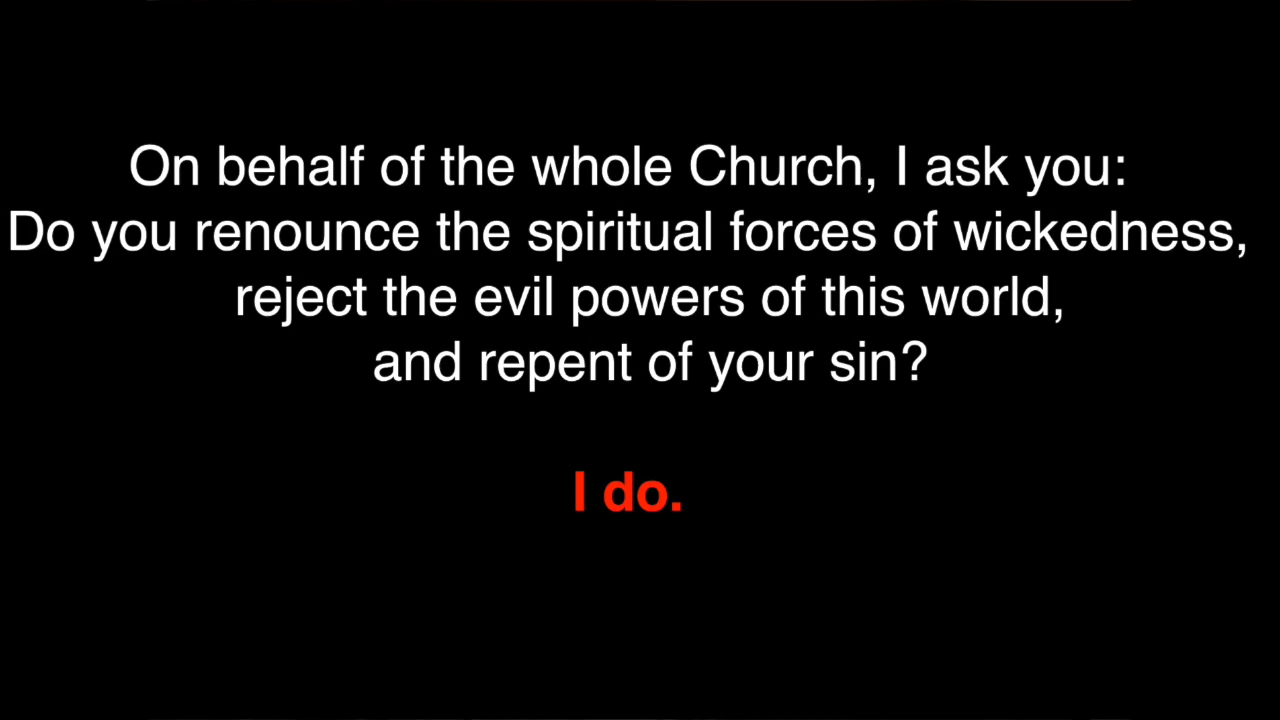 On behalf of the whole Church, I ask you:
Do you renounce the spiritual forces of wickedness,
reject the evil powers of this world,
and repent of your sin?
I do.